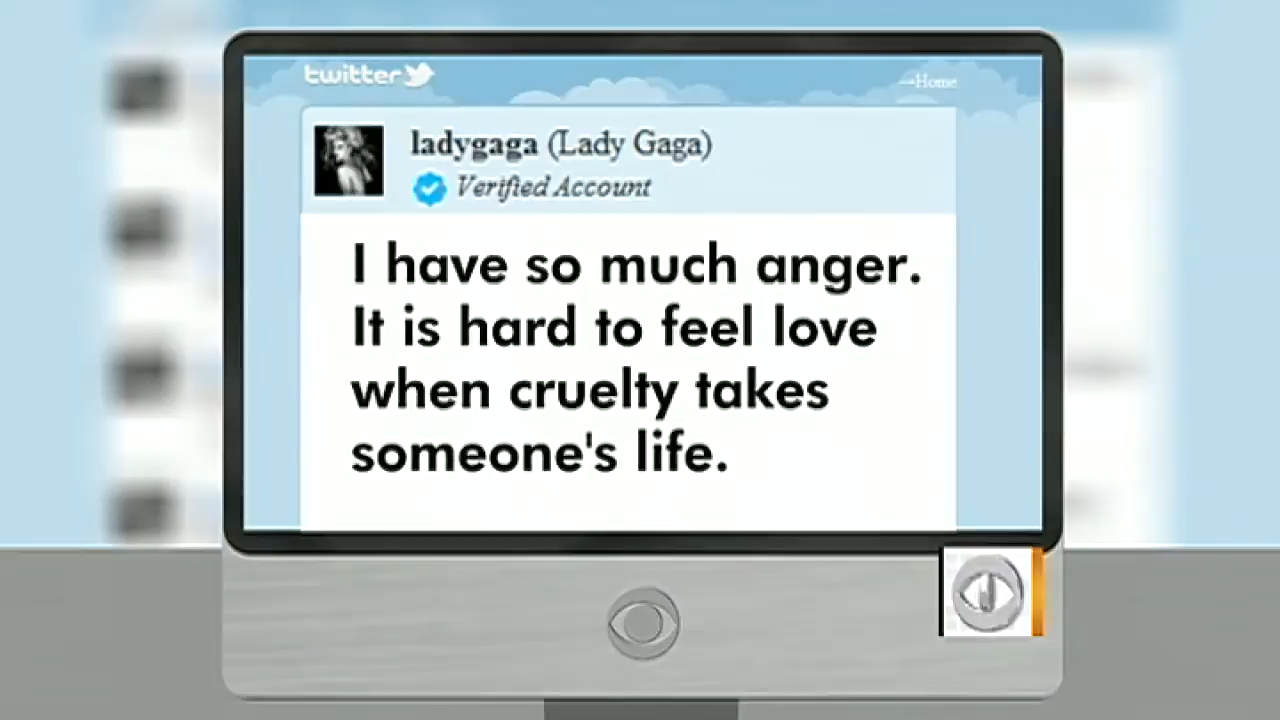 twitter
→Home
ladygaga (Lady Gaga)
Verified Account
I have so much anger.
It is hard to feel love
when cruelty takes
someone's life.